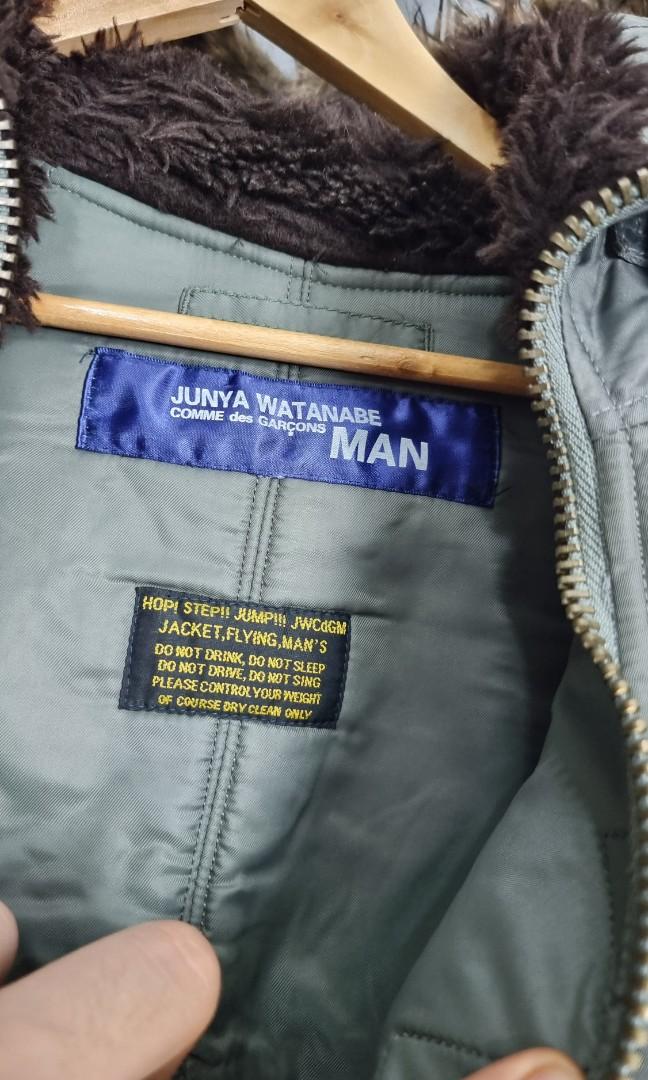 JUNYA WATANABE
COMME des GARÇONS
MAN
HOP! STEP!! JUMP!!! JWCdGM
JACKET,FLYING,MAN'S
DO NOT DRINK, DO NOT SLEEP
DO NOT DRIVE, DO NOT SING
PLEASE CONTROL YOUR WEIGHT
OF COURSE DRY CLEAN ONLY